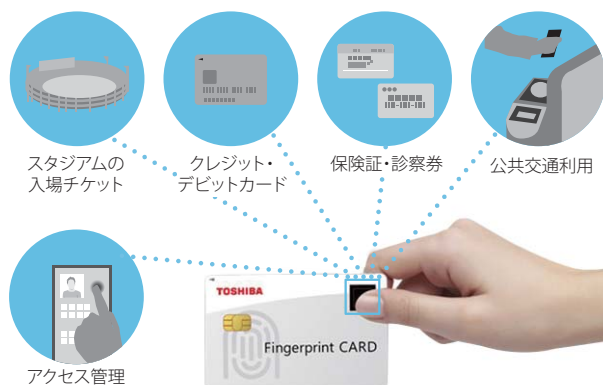 スタジアムの
入場チケット
クレジット・
デビットカード
保険証・診察券
公共交通利用
アクセス管理
TOSHIBA
Fingerprint CARD